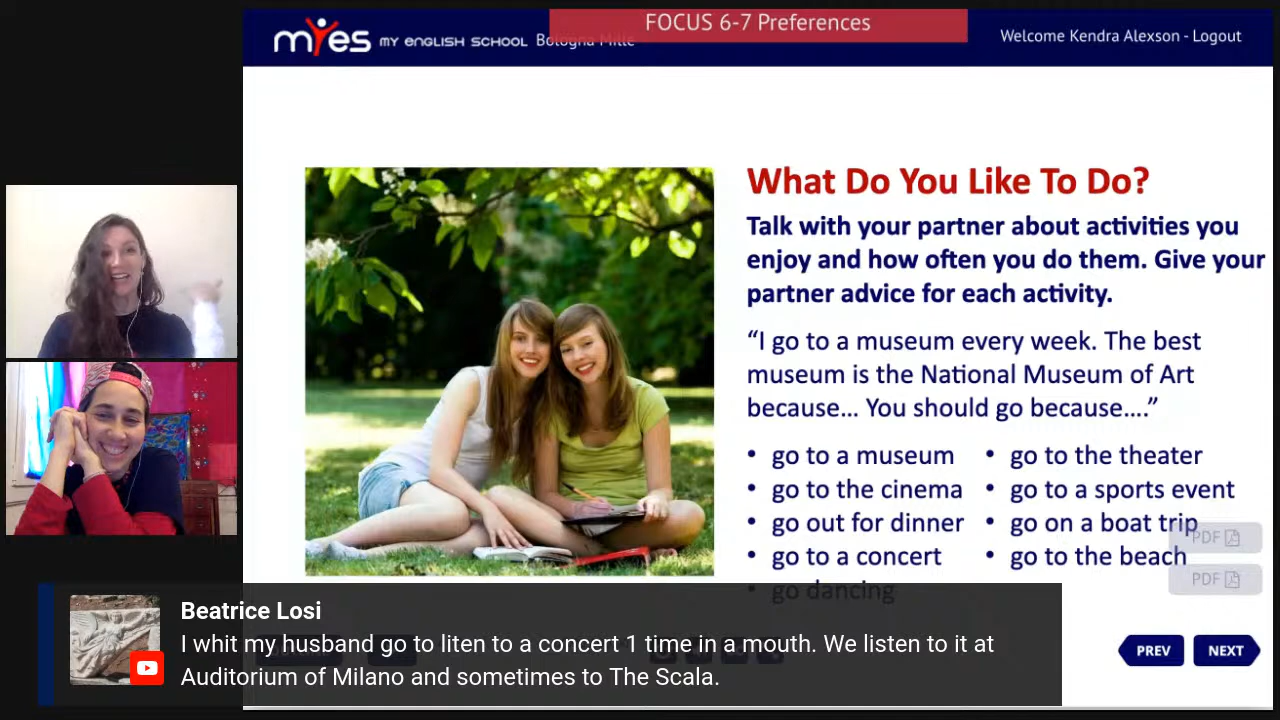 FOCUS 6-7 Preferences
myes MY ENGLISH SCHOOL Bologna Mille
Welcome Kendra Alexson - Logout
What Do You Like To Do?
Talk with your partner about activities you
enjoy and how often you do them. Give your
partner advice for each activity.
“I go to a museum every week. The best
museum is the National Museum of Art
because... You should go because....”
• go to a museum
• go to the cinema
• go out for dinner
• go to a concert
• go dancing
• go to the theater
• go to a sports event
• go on a boat trip
• go to the beach
PDF
PDF
Beatrice Losi
I whit my husband go to liten to a concert 1 time in a mouth. We listen to it at
Auditorium of Milano and sometimes to The Scala.
PREV NEXT